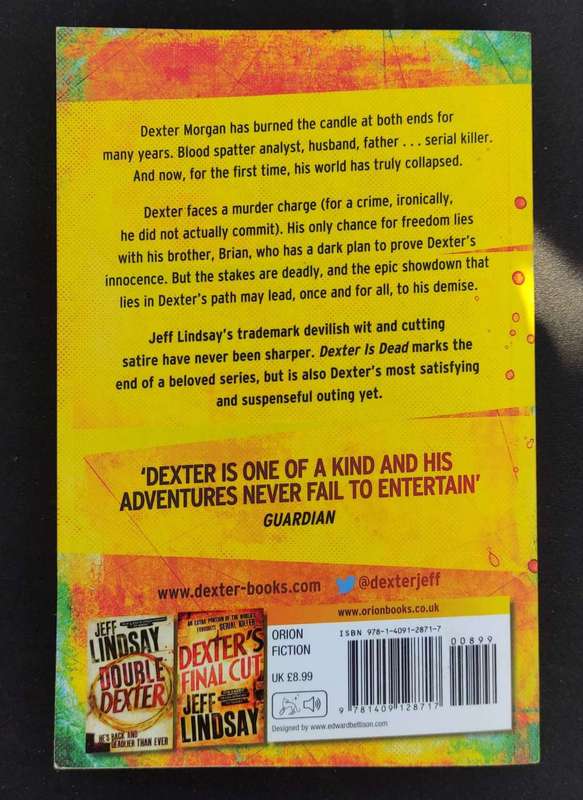 Dexter Morgan has burned the candle at both ends for
many years. Blood spatter analyst, husband, father . . . serial killer.
And now, for the first time, his world has truly collapsed.
Dexter faces a murder charge (for a crime, ironically,
he did not actually commit). His only chance for freedom lies
with his brother, Brian, who has a dark plan to prove Dexter's
innocence. But the stakes are deadly, and the epic showdown that
lies in Dexter's path may lead, once and for all, to his demise.
Jeff Lindsay's trademark devilish wit and cutting
satire have never been sharper. Dexter Is Dead marks the
end of a beloved series, but is also Dexter's most satisfying
and suspenseful outing yet.
'DEXTER IS ONE OF A KIND AND HIS
ADVENTURES NEVER FAIL TO ENTERTAIN'
GUARDIAN
www.dexter-books.com @dexterjeff
JEFF
LINDSAY
DOUBLE
DEXTER
HE'S BACK AND
DEADLIER THAN EVER
DEXTER'S
FINAL CUT
JEFF
LINDSAY
www.orionbooks.co.uk
ORION
FICTION
UK £8.99
ISBN 978-1-4091-2871-7
00899
9 781409 128717
Designed by www.edwardbettison.com